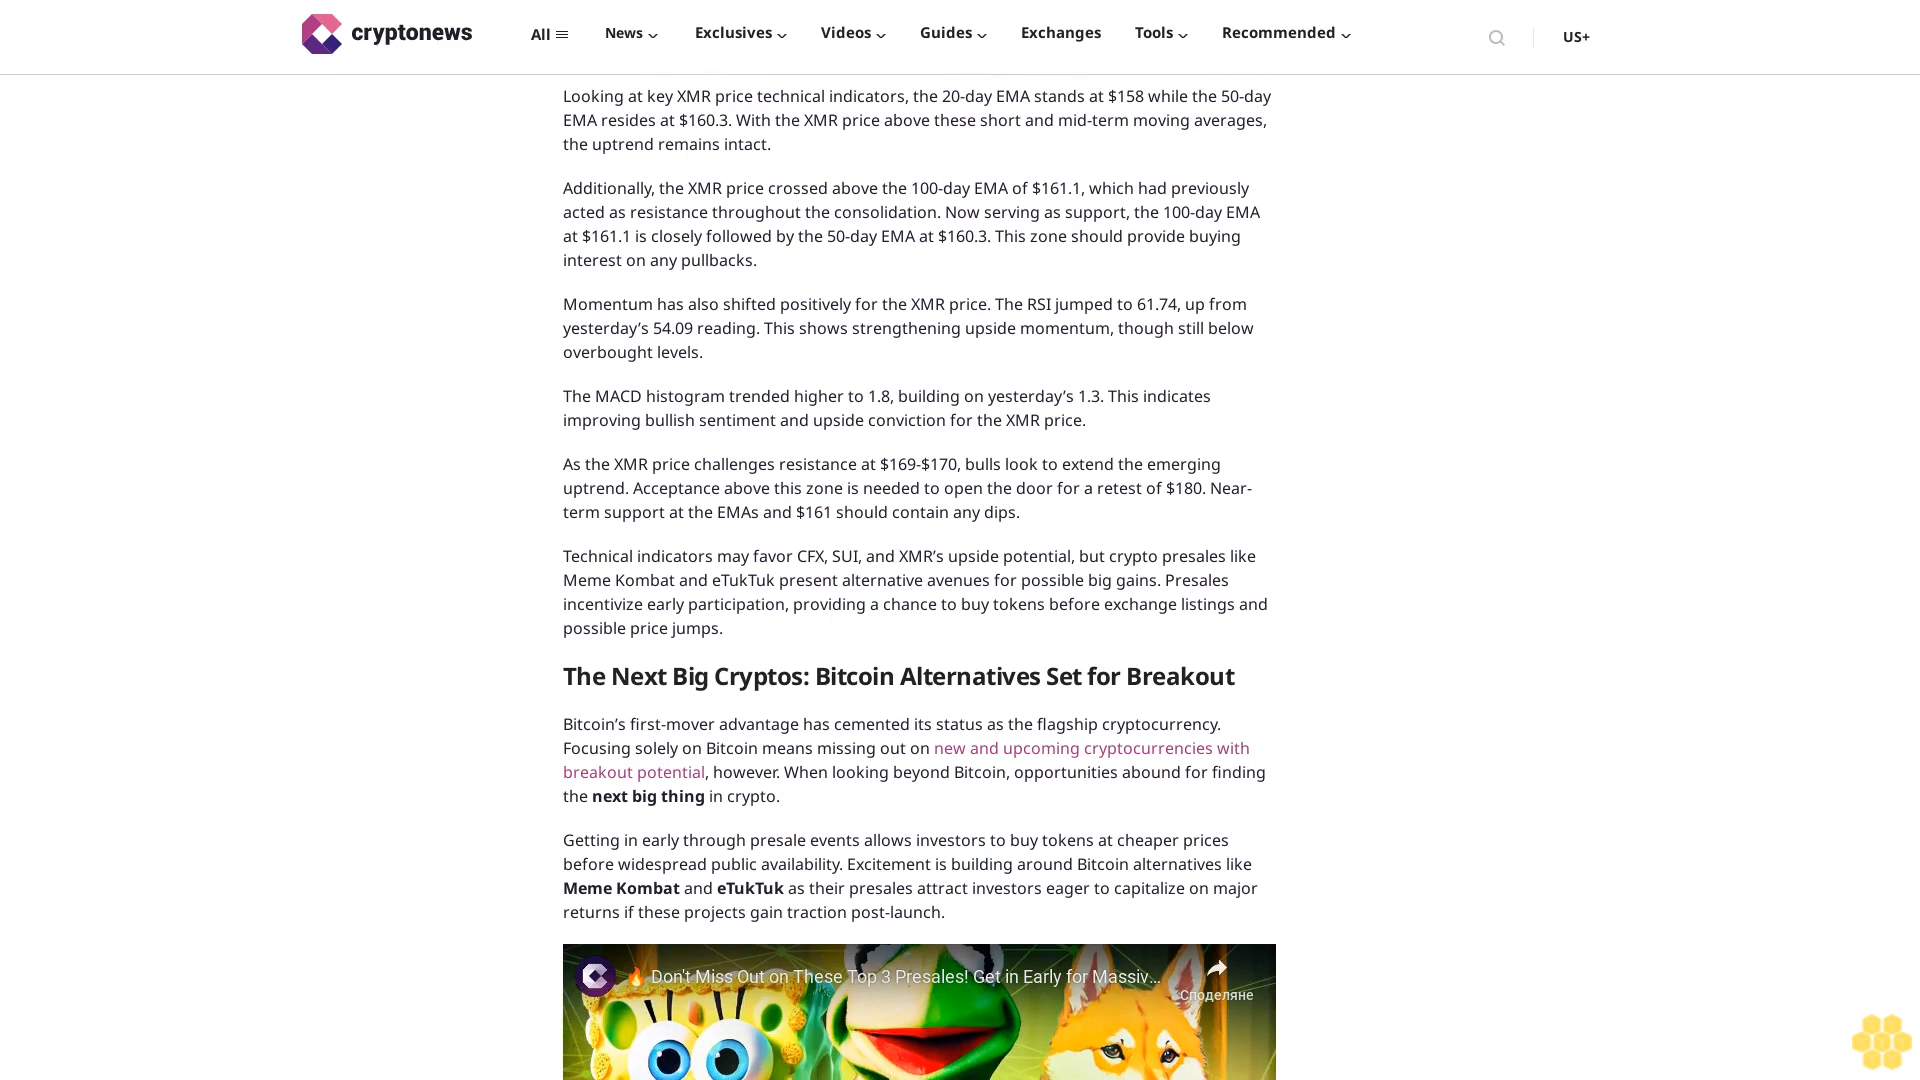 cryptonews
All
News
Exclusives
Videos
Guides
Exchanges
Tools
Recommended
US+
Looking at key XMR price technical indicators, the 20-day EMA stands at $158 while the 50-day
EMA resides at $160.3. With the XMR price above these short and mid-term moving averages,
the uptrend remains intact.
Additionally, the XMR price crossed above the 100-day EMA of $161.1, which had previously
acted as resistance throughout the consolidation. Now serving as support, the 100-day EMA
at $161.1 is closely followed by the 50-day EMA at $160.3. This zone should provide buying
interest on any pullbacks.
Momentum has also shifted positively for the XMR price. The RSI jumped to 61.74, up from
yesterday’s 54.09 reading. This shows strengthening upside momentum, though still below
overbought levels.
The MACD histogram trended higher to 1.8, building on yesterday’s 1.3. This indicates
improving bullish sentiment and upside conviction for the XMR price.
As the XMR price challenges resistance at $169-$170, bulls look to extend the emerging
uptrend. Acceptance above this zone is needed to open the door for a retest of $180. Near-
term support at the EMAs and $161 should contain any dips.
Technical indicators may favor CFX, SUI, and XMR’s upside potential, but crypto presales like
Meme Kombat and eTukTuk present alternative avenues for possible big gains. Presales
incentivize early participation, providing a chance to buy tokens before exchange listings and
possible price jumps.
The Next Big Cryptos: Bitcoin Alternatives Set for Breakout
Bitcoin’s first-mover advantage has cemented its status as the flagship cryptocurrency.
Focusing solely on Bitcoin means missing out on new and upcoming cryptocurrencies with
breakout potential, however. When looking beyond Bitcoin, opportunities abound for finding
the next big thing in crypto.
Getting in early through presale events allows investors to buy tokens at cheaper prices
before widespread public availability. Excitement is building around Bitcoin alternatives like
Meme Kombat and eTukTuk as their presales attract investors eager to capitalize on major
returns if these projects gain traction post-launch.
🔥 Don't Miss Out on These Top 3 Presales! Get in Early for Massiv…
Споделяне